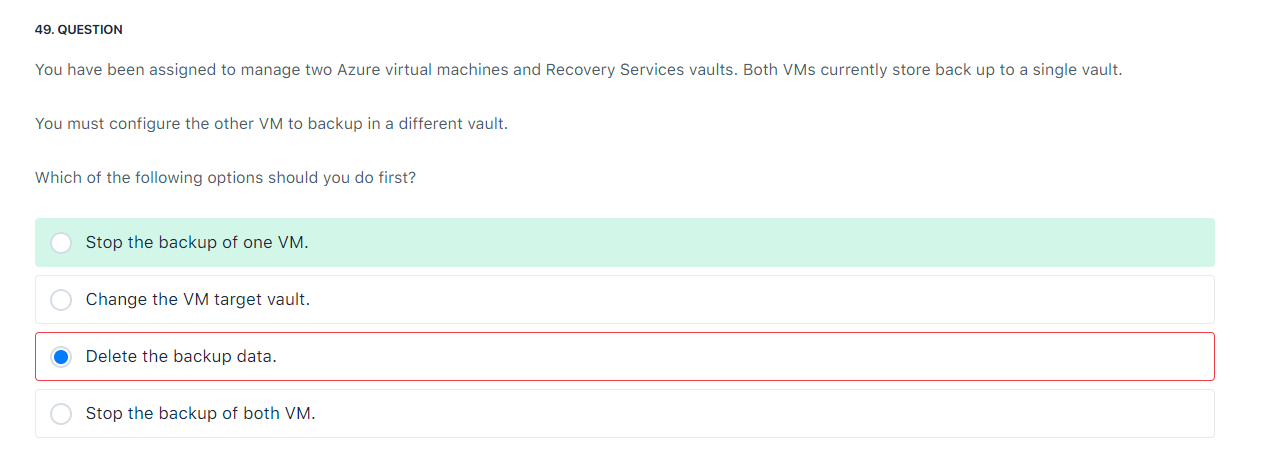 49. QUESTION
You have been assigned to manage two Azure virtual machines and Recovery Services vaults. Both VMs currently store back up to a single vault.
You must configure the other VM to backup in a different vault.
Which of the following options should you do first?
Stop the backup of one VM.
Change the VM target vault.
Delete the backup data.
Stop the backup of both VM.